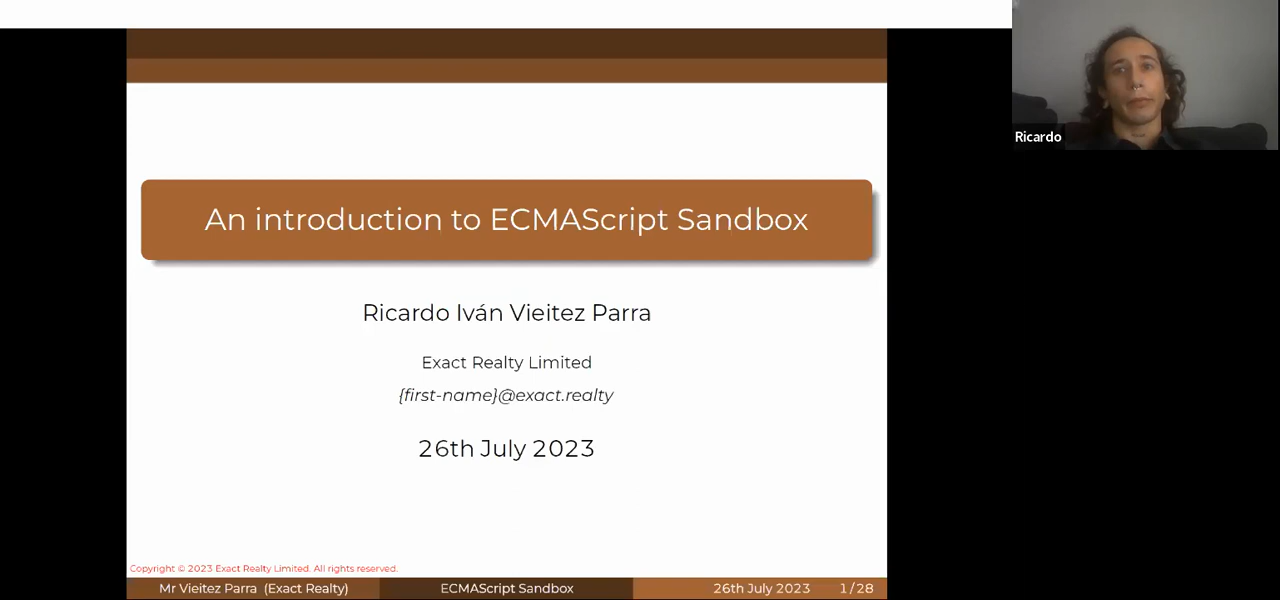 An introduction to ECMAScript Sandbox
Ricardo Iván Vieitez Parra
Exact Realty Limited
{first-name}@exact.realty
26th July 2023
Copyright © 2023 Exact Realty Limited. All rights reserved.
Mr Vieitez Parra (Exact Realty) ECMAScript Sandbox 26th July 2023 1/28
Ricardo